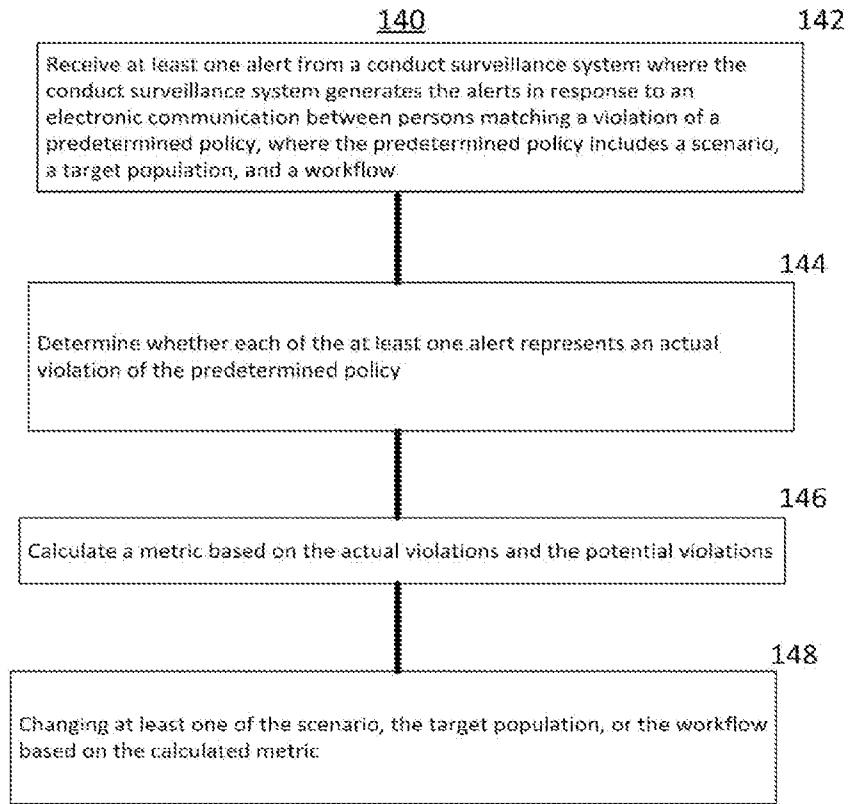 140
142
Receive at least one alert from a conduct surveillance system where the
conduct surveillance system generates the alerts in response to an
electronic communication between persons matching a violation of a
predetermined policy, where the predetermined policy includes a scenario,
a target population, and a workflow
144
Determine whether each of the at least one alert represents an actual
violation of the predetermined policy
146
Calculate a metric based on the actual violations and the potential violations
148
Changing at least one of the scenario, the target population, or the workflow
based on the calculated metric